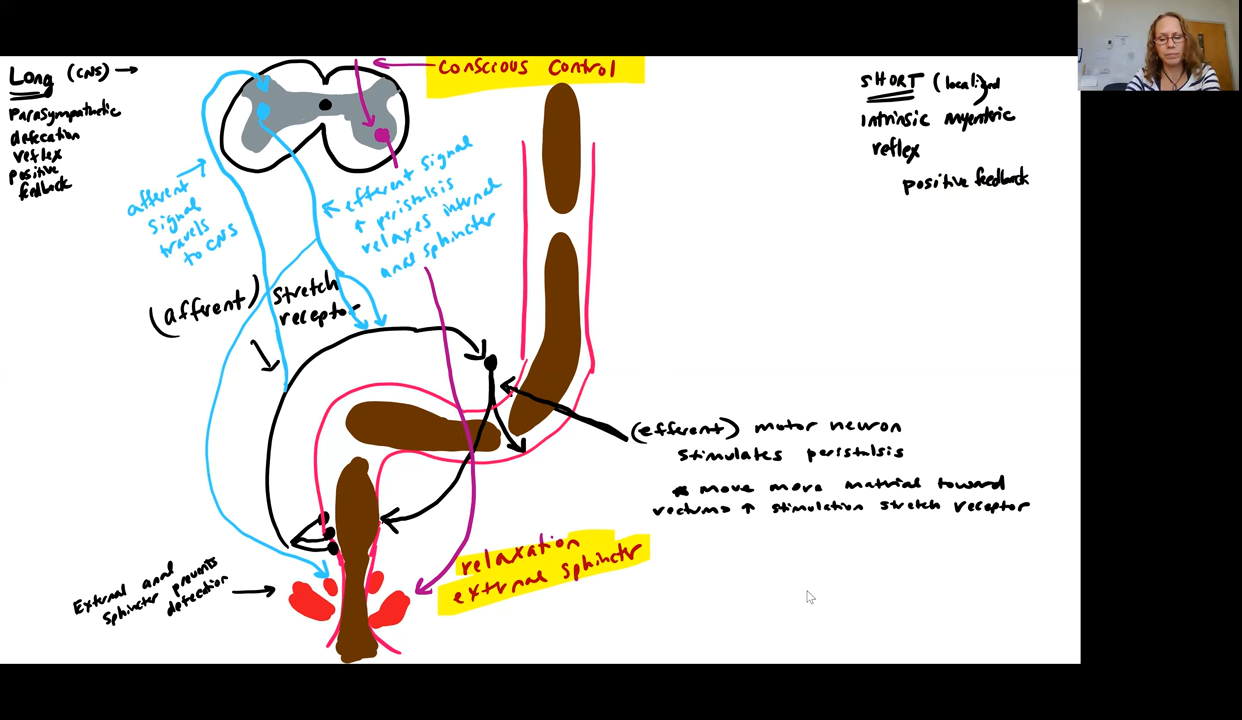 Long (CNS) →
Parasympathetic
defecation
reflex
positive
feedback
conscious control
SHORT (localized)
intrinsic myenteric
reflex
positive feedback
afferent
signal
travels
to CNS
efferent signal
↑ peristalsis
relaxes internal
anal sphincter
(afferent) stretch
receptor
(efferent) motor neuron
stimulates peristalsis
move more material toward
rectum ↑ stimulation stretch receptor
relaxation
external sphincter
External anal
sphincter prevents
defecation